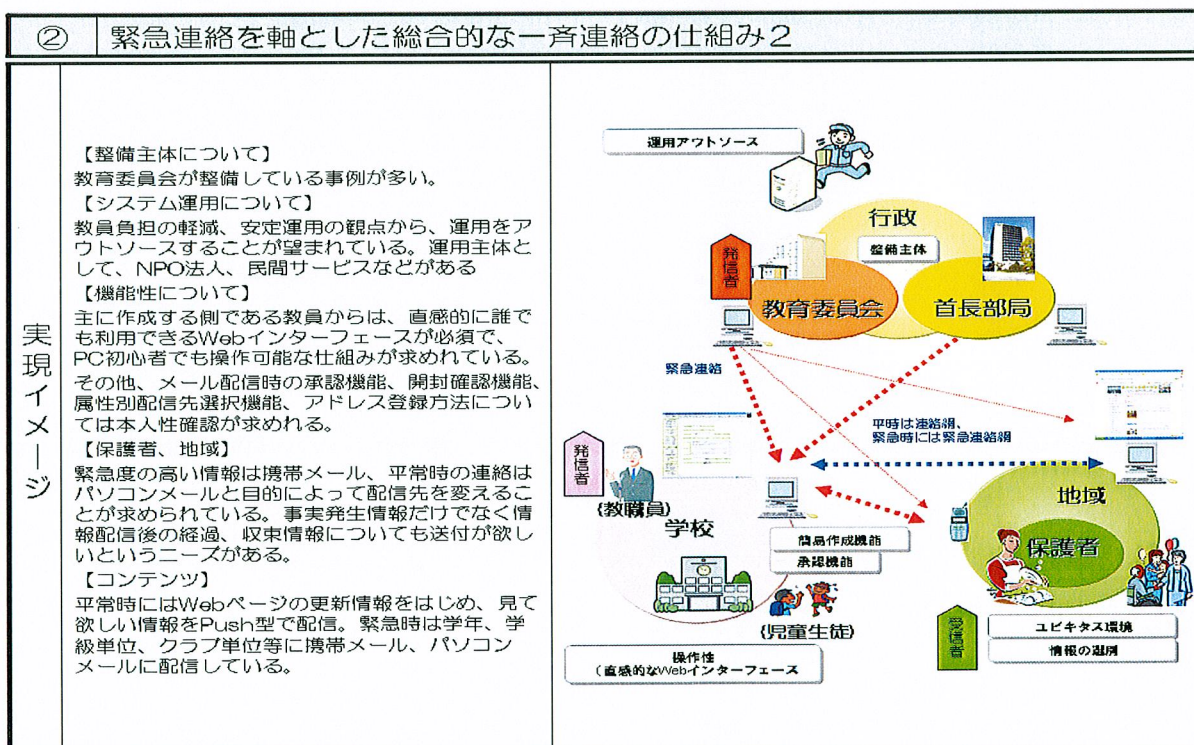 ② 緊急連絡を軸とした総合的な一斉連絡の仕組み2
実現イメージ
【整備主体について】
教育委員会が整備している事例が多い。
【システム運用について】
教員負担の軽減、安定運用の観点から、運用をア
ウトソースすることが望まれている。運用主体と
して、NPO法人、民間サービスなどがある
【機能性について】
主に作成する側である教員からは、直感的に誰で
も利用できるWebインターフェースが必須で、
PC初心者でも操作可能な仕組みが求めれている。
その他、メール配信時の承認機能、開封確認機能、
属性別配信先選択機能、アドレス登録方法につい
ては本人性確認が求めれる。
【保護者、地域】
緊急度の高い情報は携帯メール、平常時の連絡は
パソコンメールと目的によって配信先を変えるこ
とが求められている。事実発生情報だけでなく情
報配信後の経過、収束情報についても送付が欲し
いというニーズがある。
【コンテンツ】
平常時にはWebページの更新情報をはじめ、見て
欲しい情報をPush型で配信。緊急時は学年、学
級単位、クラブ単位等に携帯メール、パソコン
メールに配信している。
運用アウトソース
行政
整備主体
発信者
教育委員会
首長部局
緊急連絡
平時は連絡網、
緊急時には緊急連絡網
発信者
(教職員)
学校
簡易作成機能
承認機能
(児童生徒)
操作性
(直感的なWebインターフェース
地域
保護者
受信者
ユビキタス環境
情報の選別